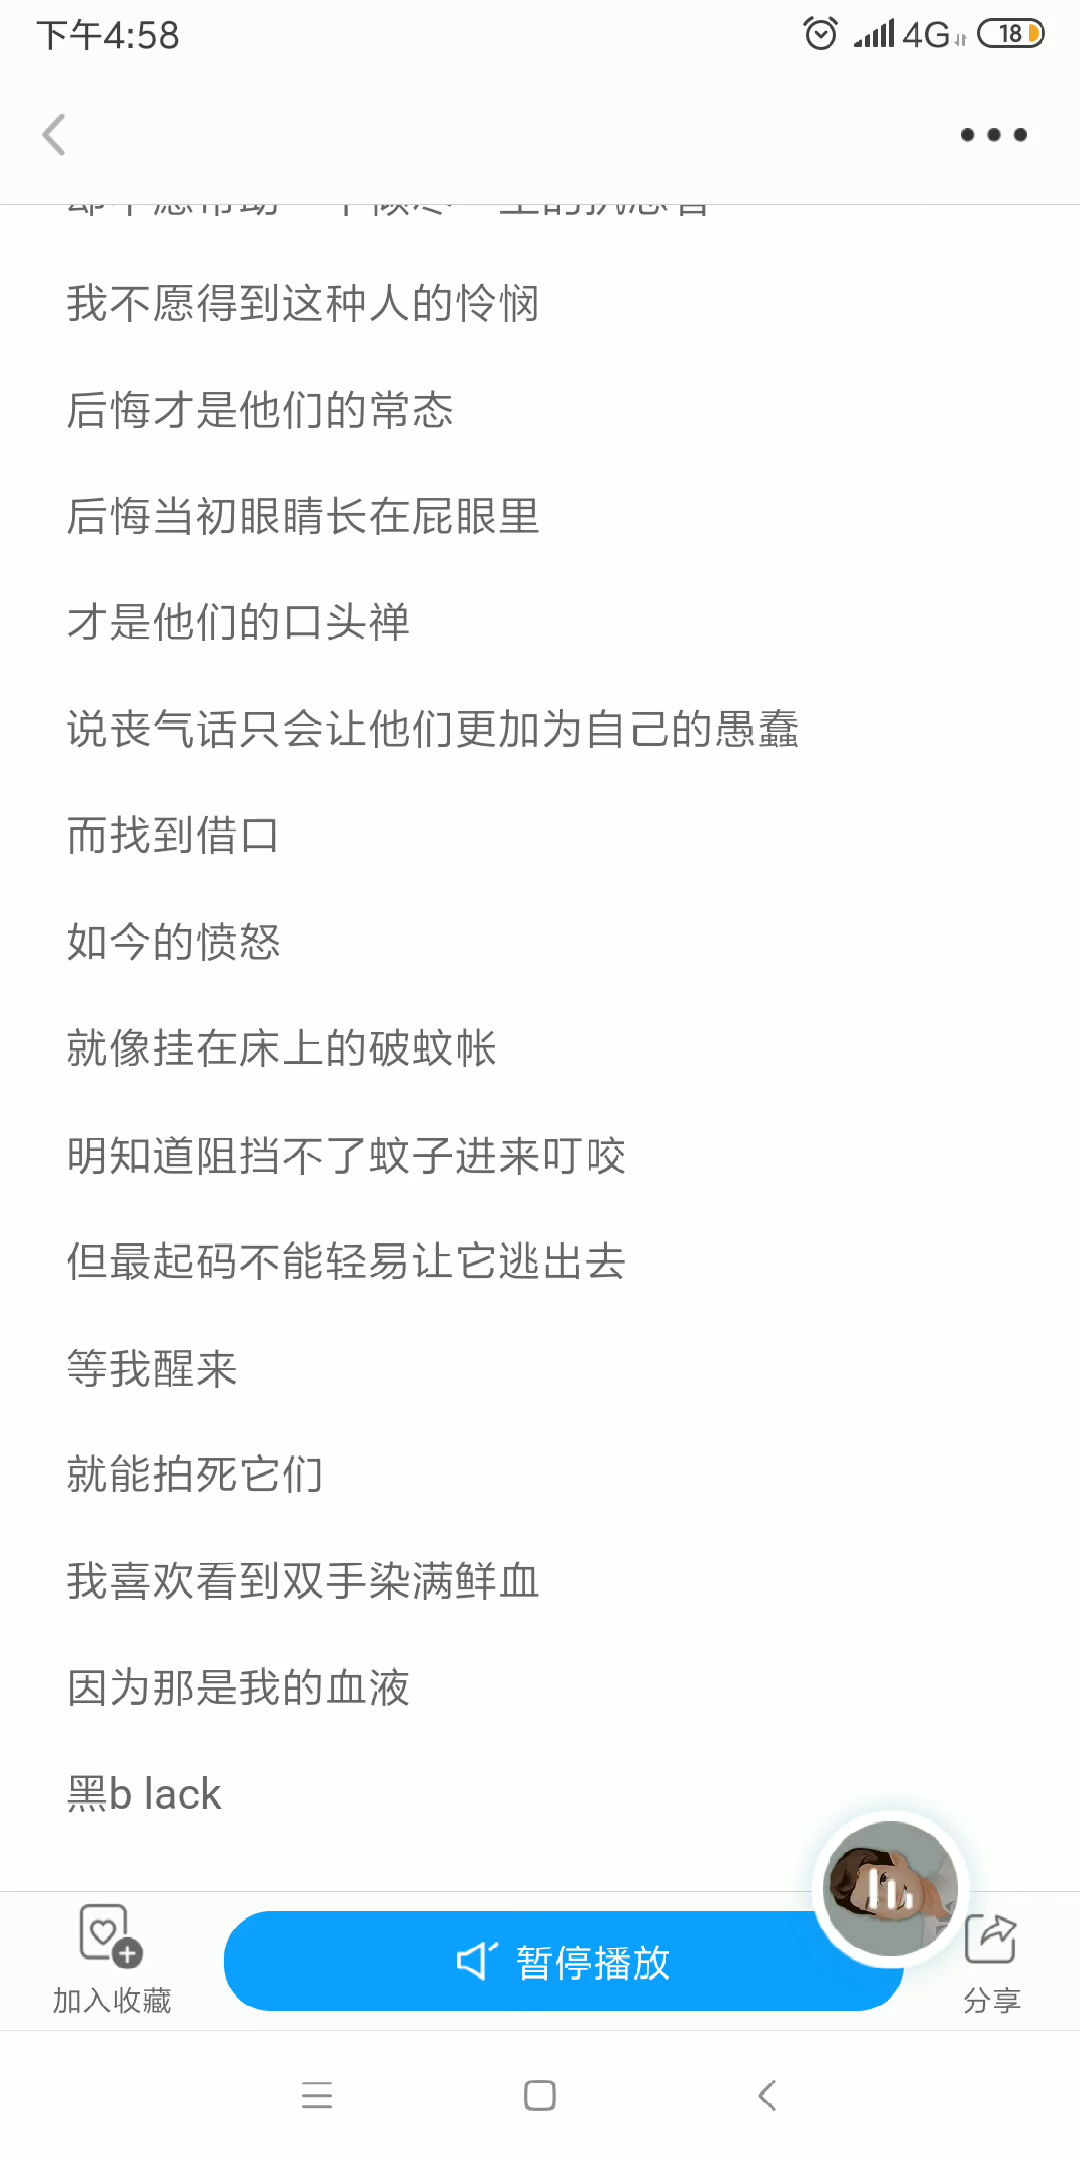 下午4:58
4G
18
我不愿得到这种人的怜悯
后悔才是他们的常态
后悔当初眼睛长在屁眼里
才是他们的口头禅
说丧气话只会让他们更加为自己的愚蠢
而找到借口
如今的愤怒
就像挂在床上的破蚊帐
明知道阻挡不了蚊子进来叮咬
但最起码不能轻易让它逃出去
等我醒来
就能拍死它们
我喜欢看到双手染满鲜血
因为那是我的血液
黑b lack
加入收藏
暂停播放
分享